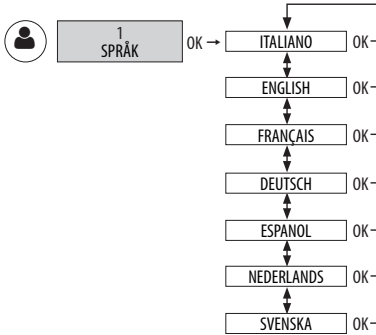 1
SPRÅK
OK
ITALIANO
OK
ENGLISH
OK
FRANÇAIS
OK
DEUTSCH
OK
ESPANOL
OK
NEDERLANDS
OK
SVENSKA
OK